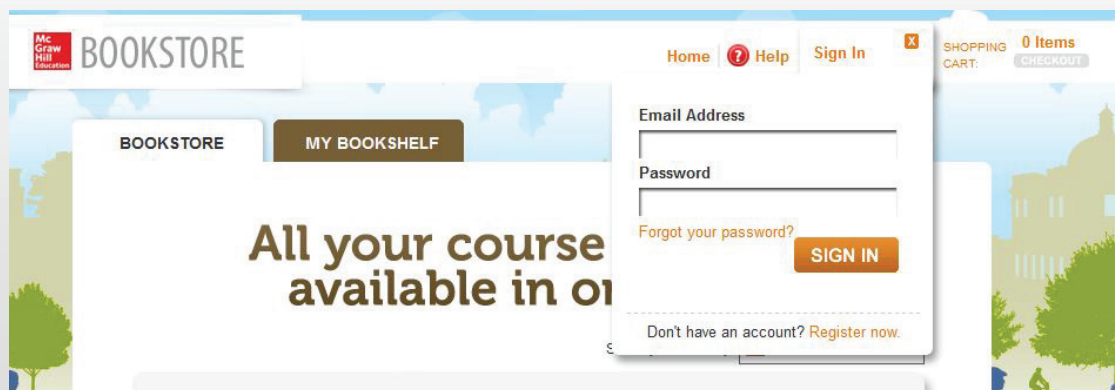 Mc
Graw
Hill
Education
BOOKSTORE
Home
? Help
Sign In
X
SHOPPING CART:
0 Items
CHECKOUT
BOOKSTORE
MY BOOKSHELF
Email Address
Password
Forgot your password?
SIGN IN
Don't have an account? Register now.
All your course
available in